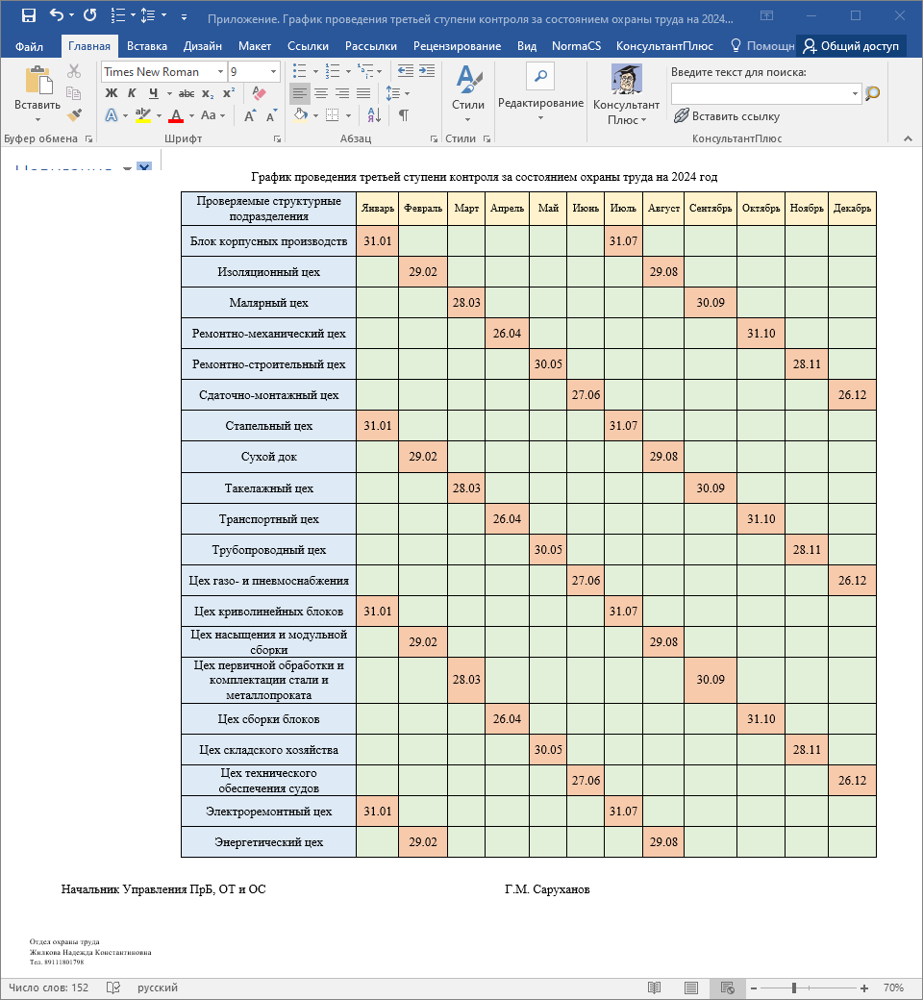 Приложение. График проведения третьей ступени контроля за состоянием охраны труда на 2024...
Файл Главная Вставка Дизайн Макет Ссылки Рассылки Рецензирование Вид NormaCS КонсультантПлюс Помощн Общий доступ
Times New Roman 9 Введите текст для поиска:
Вставить Ж К Ч abc x₂ x² Стили Редактирование Консультант
Плюс Вставить ссылку
Aa
Буфер обмена Шрифт Абзац Стили КонсультантПлюс
График проведения третьей ступени контроля за состоянием охраны труда на 2024 год
Проверяемые структурные
подразделения Январь Февраль Март Апрель Май Июнь Июль Август Сентябрь Октябрь Ноябрь Декабрь
Блок корпусных производств 31.01 31.07
Изоляционный цех 29.02 29.08
Малярный цех 28.03 30.09
Ремонтно-механический цех 26.04 31.10
Ремонтно-строительный цех 30.05 28.11
Сдаточно-монтажный цех 27.06 26.12
Стапельный цех 31.01 31.07
Сухой док 29.02 29.08
Такелажный цех 28.03 30.09
Транспортный цех 26.04 31.10
Трубопроводный цех 30.05 28.11
Цех газо- и пневмоснабжения 27.06 26.12
Цех криволинейных блоков 31.01 31.07
Цех насыщения и модульной
сборки 29.02 29.08
Цех первичной обработки и
комплектации стали и 28.03 30.09
металлопроката
Цех сборки блоков 26.04 31.10
Цех складского хозяйства 30.05 28.11
Цех технического
обеспечения судов 27.06 26.12
Электроремонтный цех 31.01 31.07
Энергетический цех 29.02 29.08
Начальник Управления ПрБ, ОТ и ОС Г.М. Саруханов
Отдел охраны труда
Жилкова Надежда Константиновна
Тел. 89111801798
Число слов: 152 русский 70%